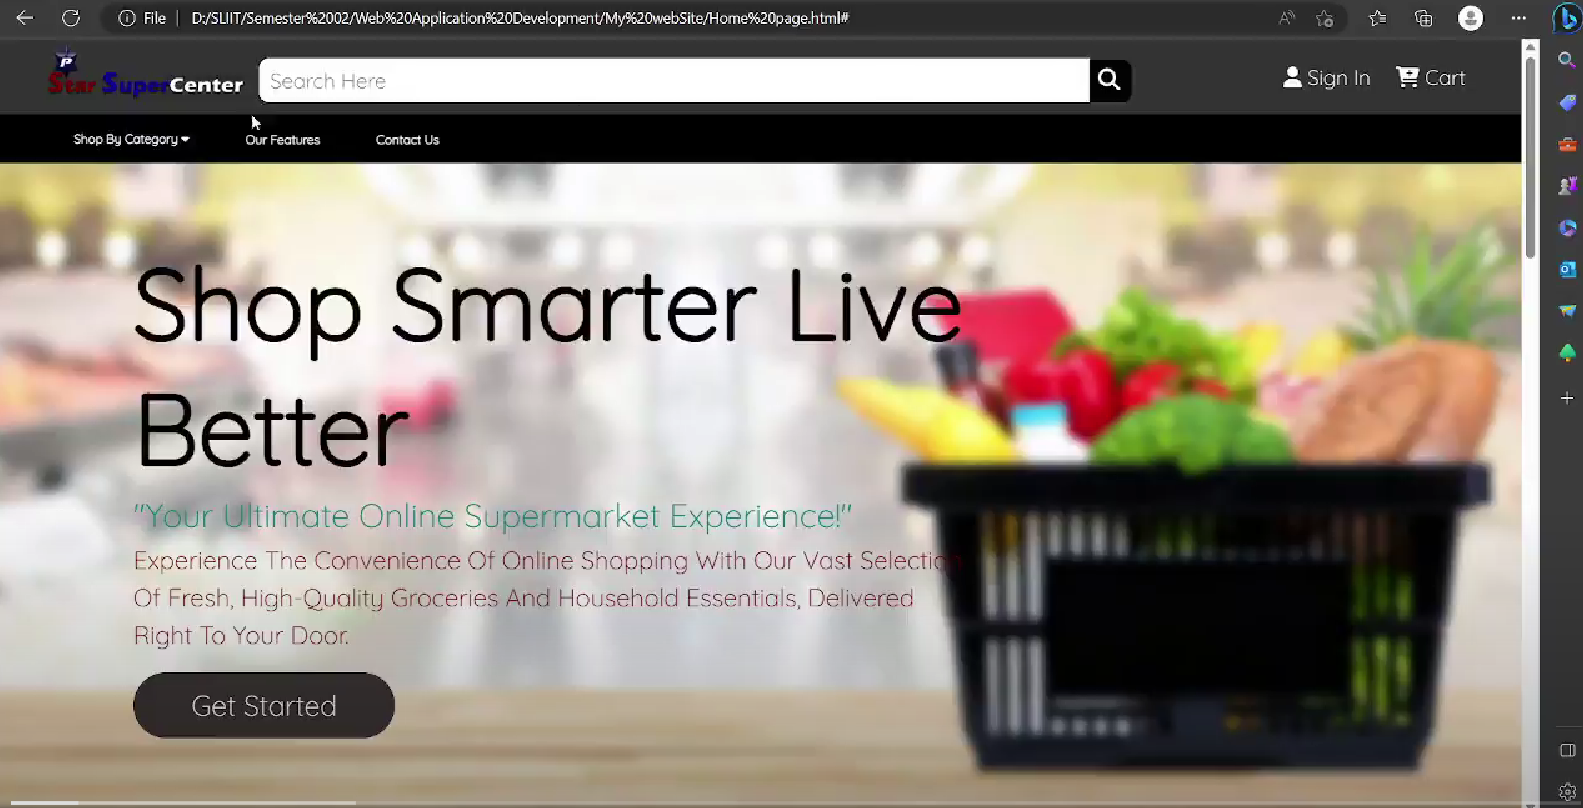 File
D:/SLIIT/Semester%2002/Web%20Application%20Development/My%20webSite/Home%20page.html#
P
Star SuperCenter
Search Here
Sign In
Cart
Shop By Category
Our Features
Contact Us
Shop Smarter Live
Better
"Your Ultimate Online Supermarket Experience!"
Experience The Convenience Of Online Shopping With Our Vast Selection
Of Fresh, High-Quality Groceries And Household Essentials, Delivered
Right To Your Door.
Get Started